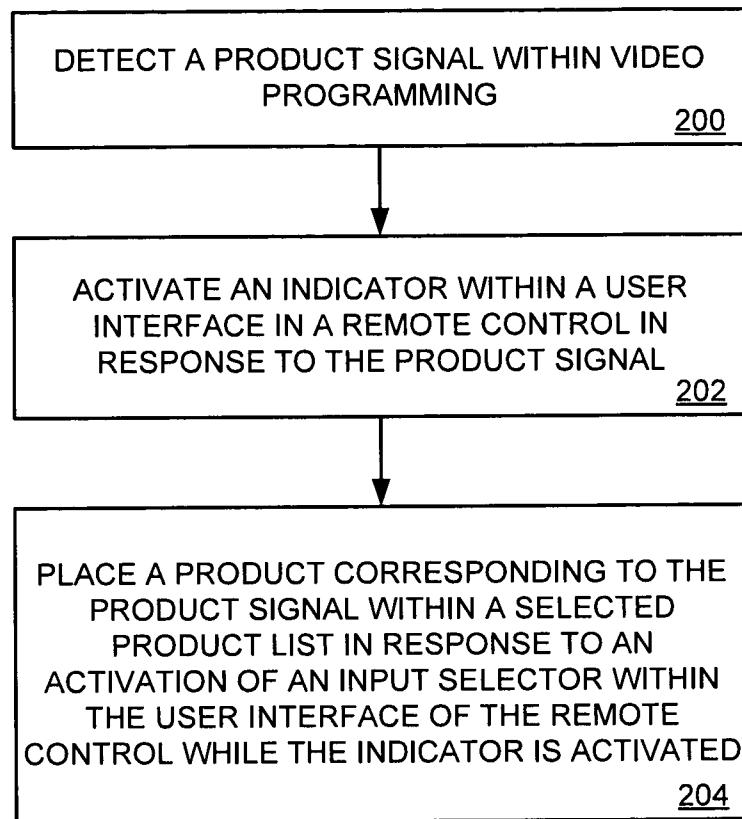 DETECT A PRODUCT SIGNAL WITHIN VIDEO
PROGRAMMING
200
ACTIVATE AN INDICATOR WITHIN A USER
INTERFACE IN A REMOTE CONTROL IN
RESPONSE TO THE PRODUCT SIGNAL
202
PLACE A PRODUCT CORRESPONDING TO THE
PRODUCT SIGNAL WITHIN A SELECTED
PRODUCT LIST IN RESPONSE TO AN
ACTIVATION OF AN INPUT SELECTOR WITHIN
THE USER INTERFACE OF THE REMOTE
CONTROL WHILE THE INDICATOR IS ACTIVATED
204